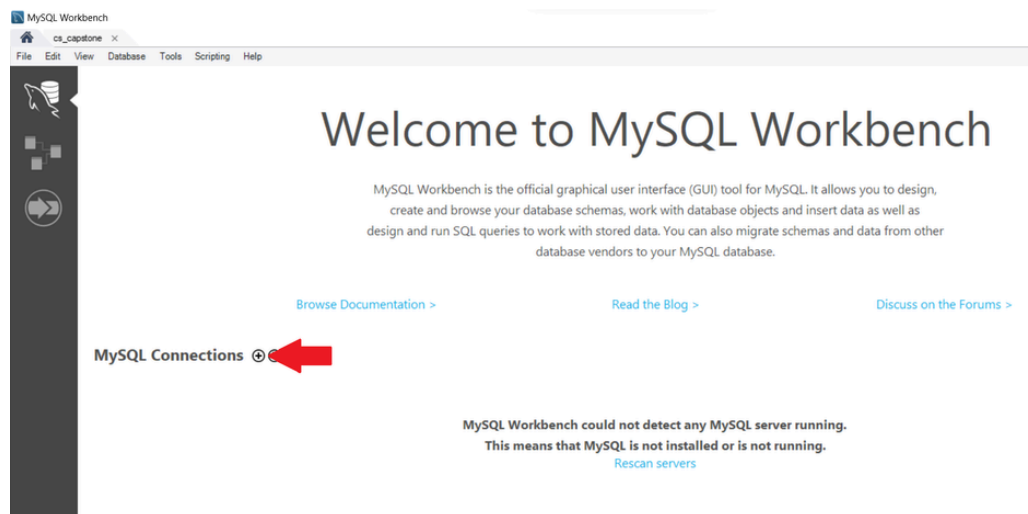 MySQL Workbench
cs_capstone ×
File Edit View Database Tools Scripting Help
Welcome to MySQL Workbench
MySQL Workbench is the official graphical user interface (GUI) tool for MySQL. It allows you to design,
create and browse your database schemas, work with database objects and insert data as well as
design and run SQL queries to work with stored data. You can also migrate schemas and data from other
database vendors to your MySQL database.
Browse Documentation > Read the Blog > Discuss on the Forums >
MySQL Connections
MySQL Workbench could not detect any MySQL server running.
This means that MySQL is not installed or is not running.
Rescan servers